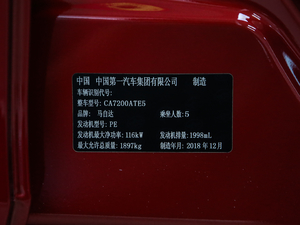 中国 中国第一汽车集团有限公司 制造
车辆识别代号:
整车型号: CA7200ATE5
品牌: 马自达 乘坐人数: 5
发动机型号: PE
发动机最大净功率: 116kW 发动机排量: 1998mL
最大允许总质量: 1897kg 制造年月: 2018年12月